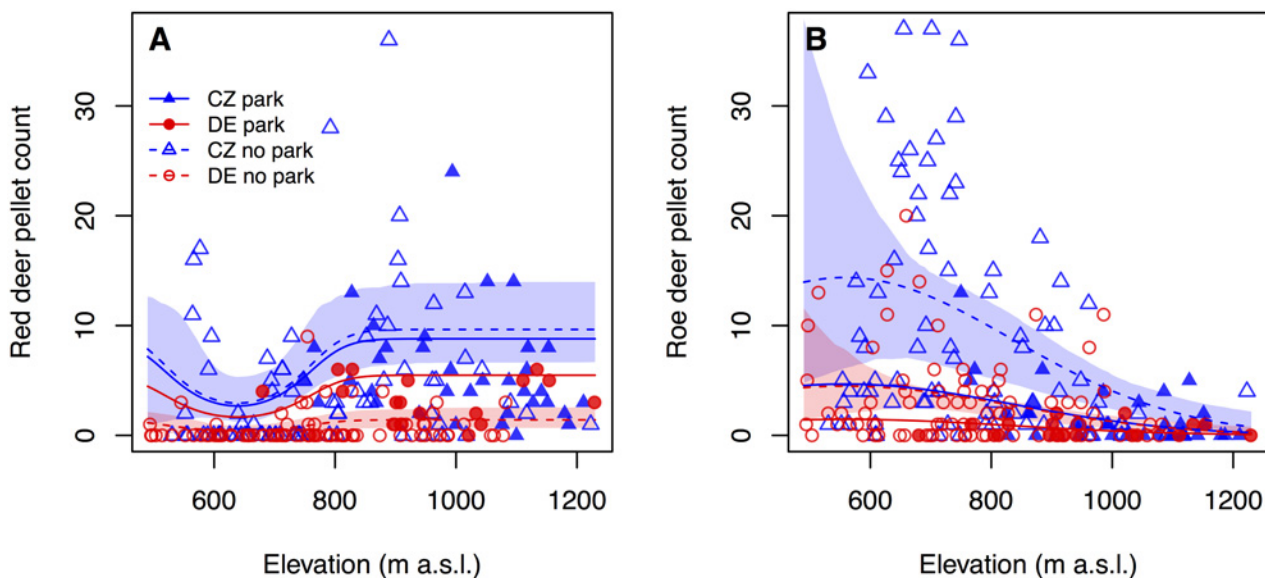 A
CZ park
DE park
CZ no park
DE no park
Red deer pellet count
0
10
20
30
600
800
1000
1200
Elevation (m a.s.l.)
B
Roe deer pellet count
0
10
20
30
600
800
1000
1200
Elevation (m a.s.l.)